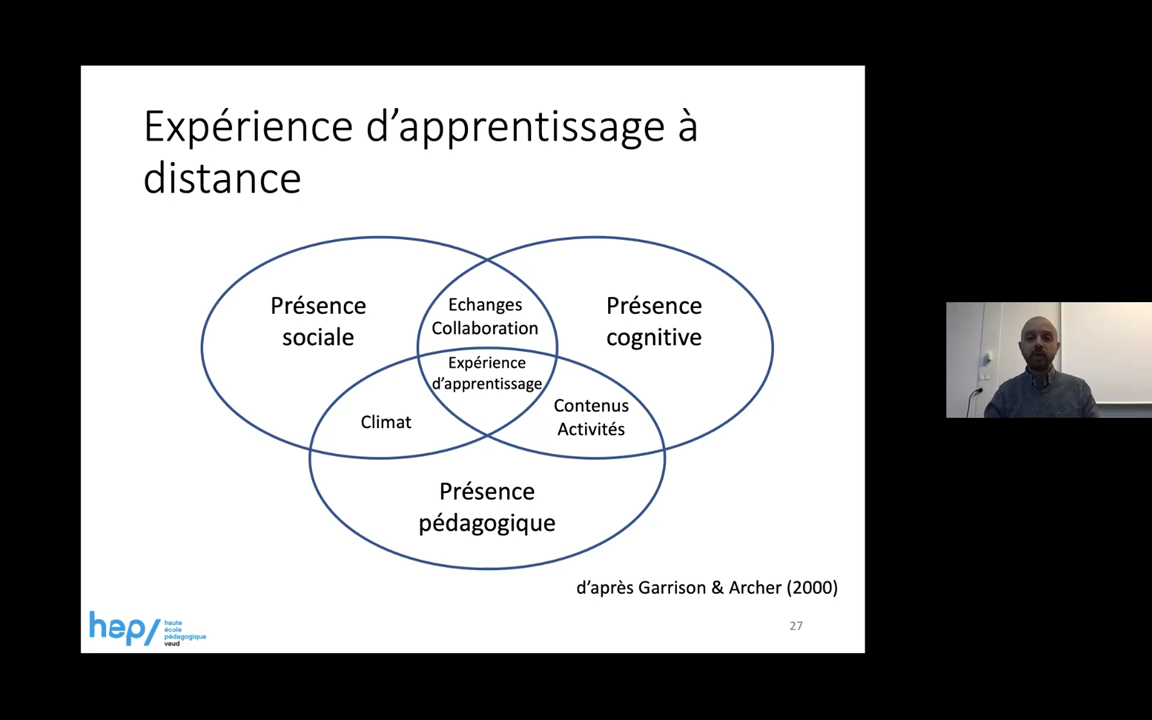 Expérience d’apprentissage à
distance
Présence
sociale
Echanges
Collaboration
Présence
cognitive
Expérience
d’apprentissage
Climat
Contenus
Activités
Présence
pédagogique
d’après Garrison & Archer (2000)
hep/
haute
école
pédagogique
vaud
27